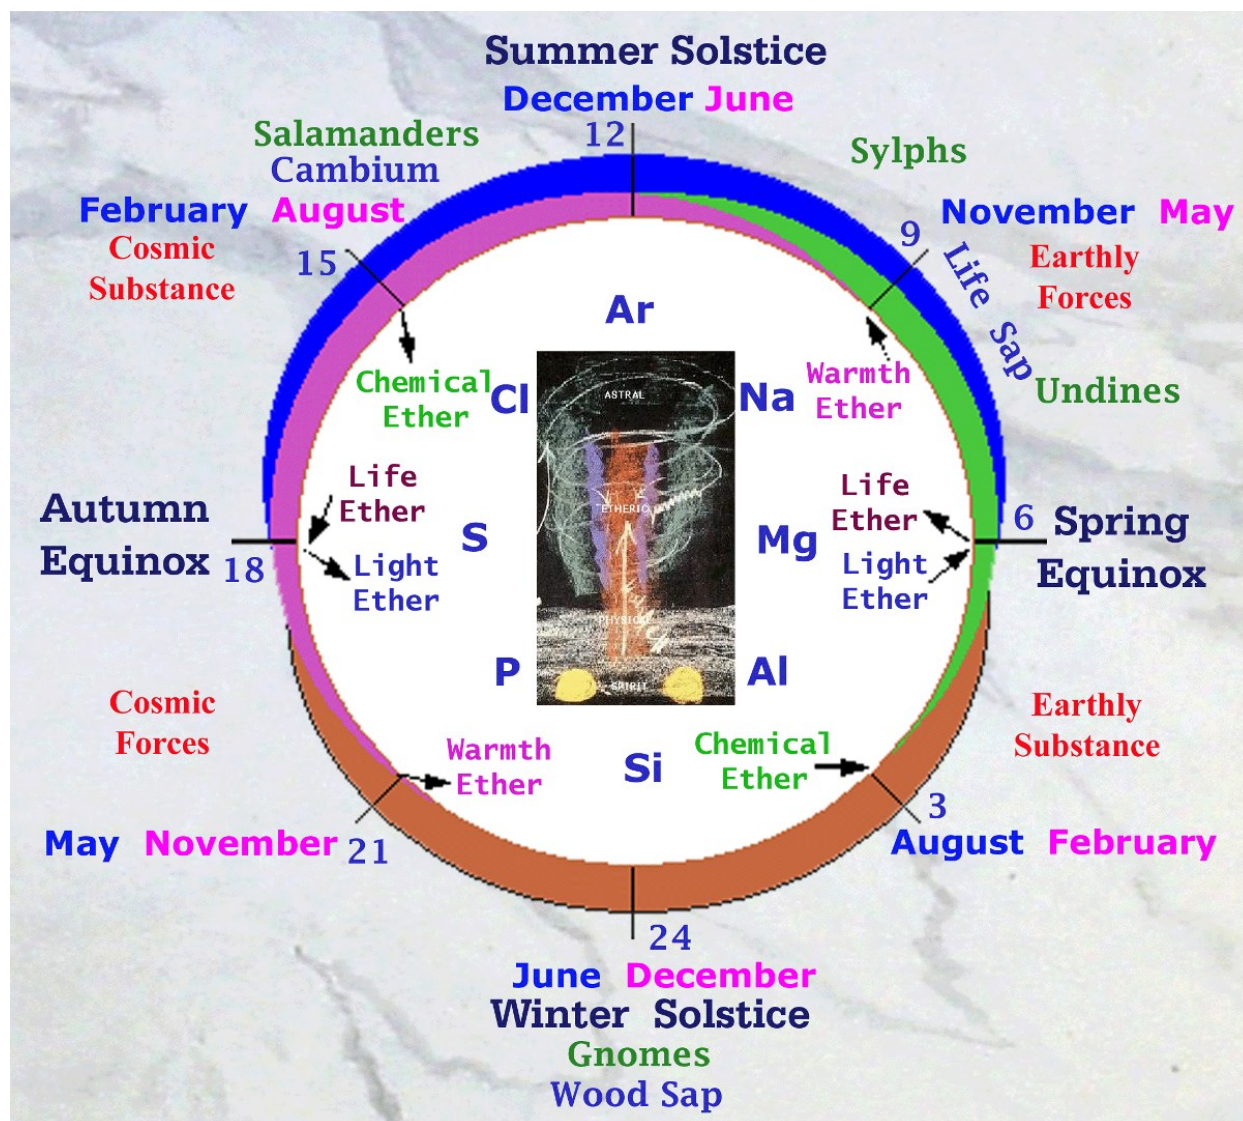 Summer Solstice
December June
12
Salamanders
Cambium
Sylphs
February August
November May
Cosmic
Substance
15
9
Earthly
Forces
Life Sap
Undines
Ar
Chemical
Ether
Cl
Na
Warmth
Ether
ASTRAL
Life
Ether
Life
Ether
ETHERIC
Autumn
Equinox
18
S
Mg
6
Spring
Equinox
Light
Ether
Light
Ether
PHYSICAL
P
Al
SPIRIT
Cosmic
Forces
Earthly
Substance
Warmth
Ether
Si
Chemical
Ether
3
May November
21
August February
24
June December
Winter Solstice
Gnomes
Wood Sap